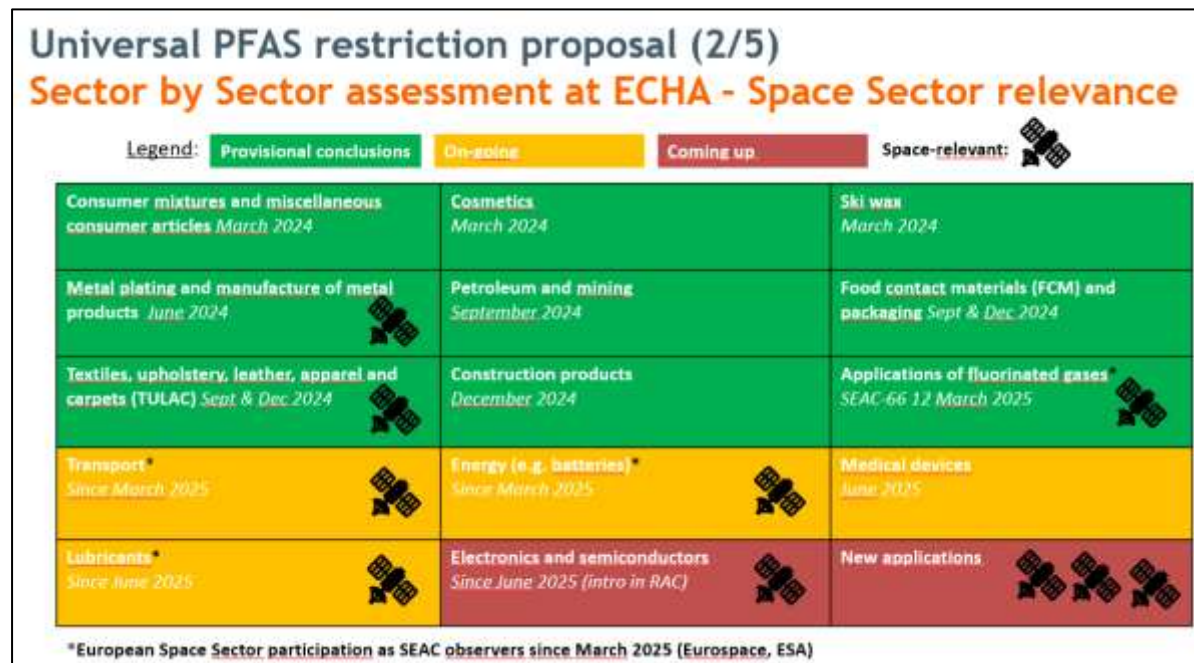 Universal PFAS restriction proposal (2/5)
Sector by Sector assessment at ECHA - Space Sector relevance
Legend: Provisional conclusions On-going Coming up Space-relevant:
Consumer mixtures and miscellaneous
consumer articles March 2024
Cosmetics
March 2024
Ski wax
March 2024
Metal plating and manufacture of metal
products June 2024
Petroleum and mining
September 2024
Food contact materials (FCM) and
packaging Sept & Dec 2024
Textiles, upholstery, leather, apparel and
carpets (TULAC) Sept & Dec 2024
Construction products
December 2024
Applications of fluorinated gases*
SEAC-66 12 March 2025
Transport*
Since March 2025
Energy (e.g. batteries)*
Since March 2025
Medical devices
June 2025
Lubricants*
Since June 2025
Electronics and semiconductors
Since June 2025 (intro in RAC)
New applications
*European Space Sector participation as SEAC observers since March 2025 (Eurospace, ESA)